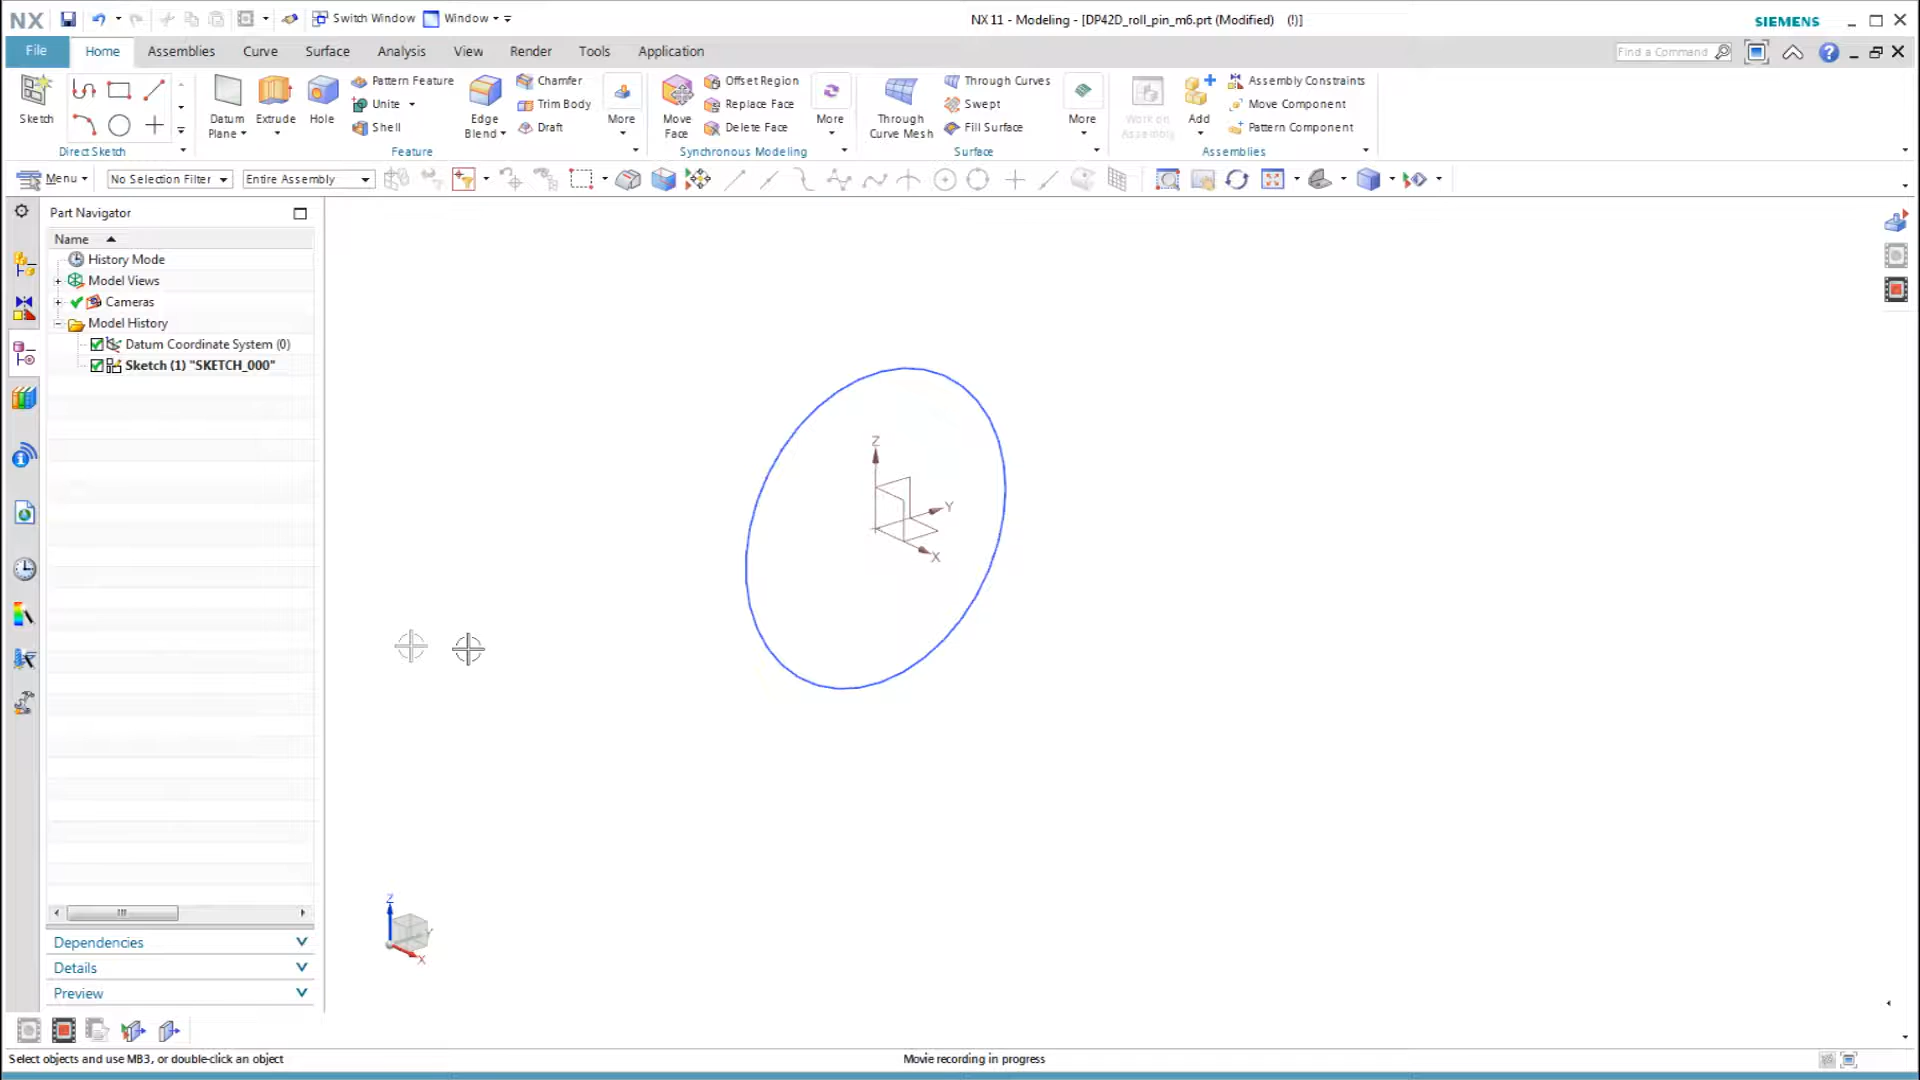 NX Switch Window Window NX 11 - Modeling - [DP42D_roll_pin_m6.prt (Modified) (!)] SIEMENS
File Home Assemblies Curve Surface Analysis View Render Tools Application Find a Command
Sketch
Direct Sketch
Datum Plane
Extrude
Hole
Pattern Feature
Unite
Shell
Edge Blend
Chamfer
Trim Body
Draft
More
Feature
Move Face
Offset Region
Replace Face
Delete Face
More
Synchronous Modeling
Through Curve Mesh
Through Curves
Swept
Fill Surface
More
Surface
Work on Assembly
Add
Assembly Constraints
Move Component
Pattern Component
Assemblies
Menu No Selection Filter Entire Assembly
Part Navigator
Name
History Mode
Model Views
Cameras
Model History
Datum Coordinate System (0)
Sketch (1) "SKETCH_000"
Z
Y
X
Z
Y
X
Dependencies
Details
Preview
Select objects and use MB3, or double-click an object Movie recording in progress